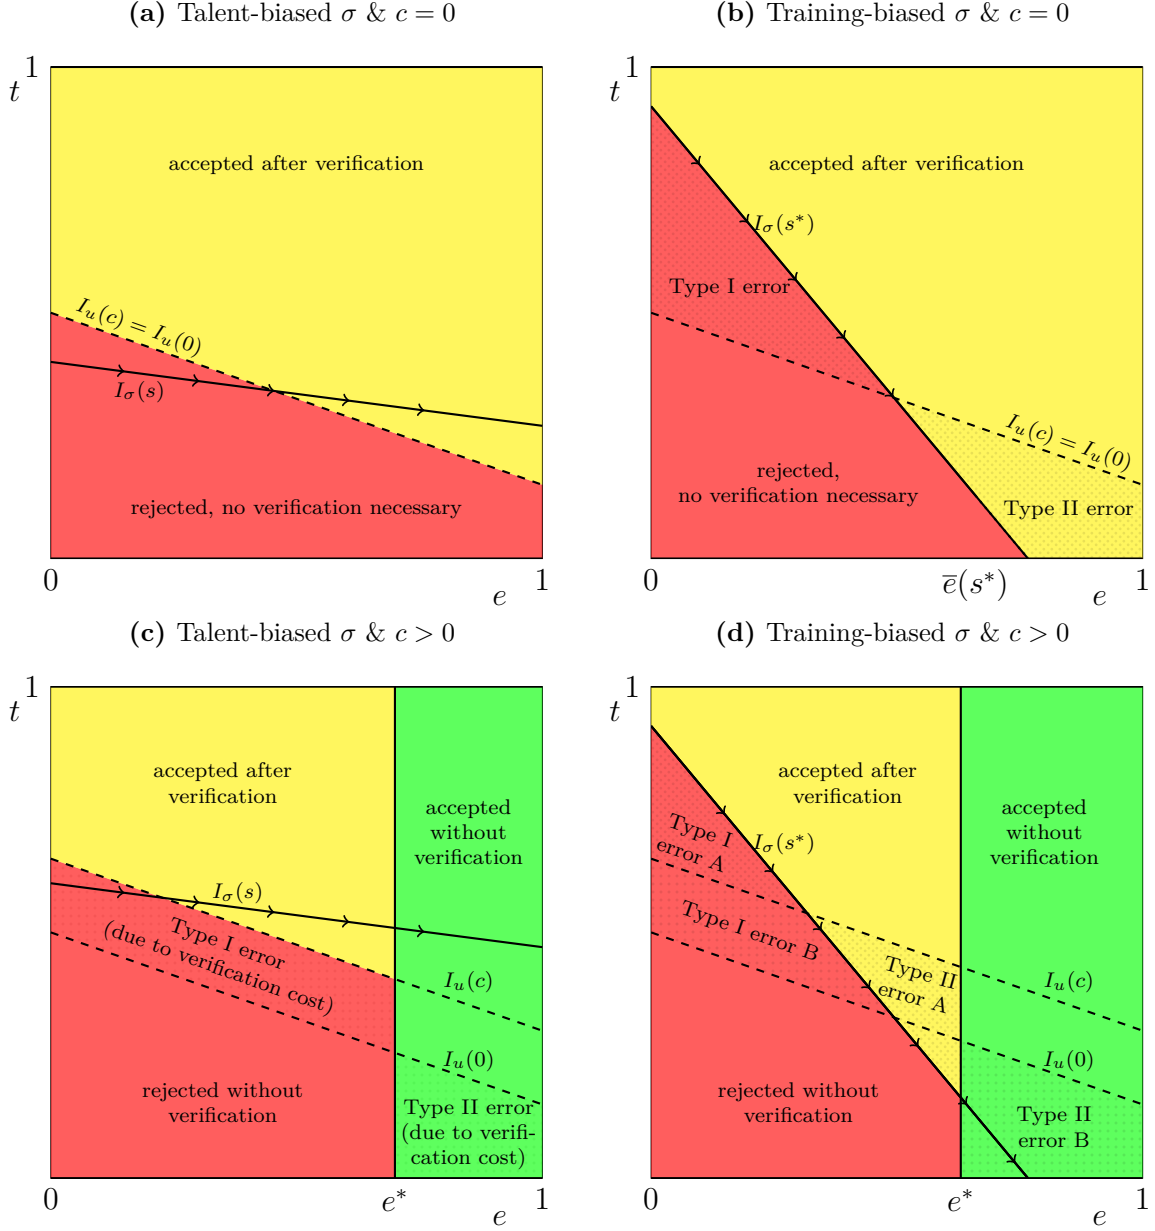 (a) Talent-biased σ & c = 0
1
t
accepted after verification
I_u(c) = I_u(0)
I_σ(s)
rejected, no verification necessary
0
1
e
(b) Training-biased σ & c = 0
1
t
accepted after verification
I_σ(s*)
Type I error
I_u(c) = I_u(0)
rejected,
no verification necessary
Type II error
0
e̅(s*)
1
e
(c) Talent-biased σ & c > 0
1
t
accepted after
verification
accepted
without
verification
I_σ(s)
Type I error
(due to verification cost)
I_u(c)
I_u(0)
rejected without
verification
Type II error
(due to verifi-
cation cost)
0
e*
1
e
(d) Training-biased σ & c > 0
1
t
accepted after
verification
accepted
without
verification
I_σ(s*)
Type I
error A
Type I error B
Type II
error A
I_u(c)
I_u(0)
rejected without
verification
Type II
error B
0
e*
1
e